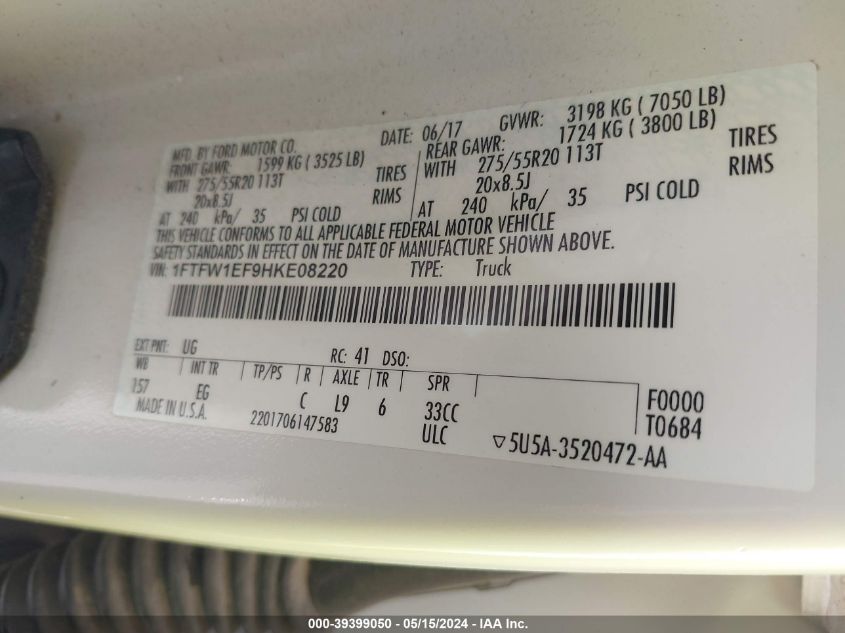 MFD. BY FORD MOTOR CO. DATE: 06/17 GVWR: 3198 KG ( 7050 LB)
FRONT GAWR: 1599 KG ( 3525 LB) REAR GAWR: 1724 KG ( 3800 LB)
WITH 275/55R20 113T TIRES WITH 275/55R20 113T TIRES
20x8.5J RIMS 20x8.5J RIMS
AT 240 kPa/ 35 PSI COLD AT 240 kPa/ 35 PSI COLD
THIS VEHICLE CONFORMS TO ALL APPLICABLE FEDERAL MOTOR VEHICLE
SAFETY STANDARDS IN EFFECT ON THE DATE OF MANUFACTURE SHOWN ABOVE.
VIN: 1FTFW1EF9HKE08220 TYPE: Truck
EXT PNT: UG RC: 41 DSO:
WB INT TR TP/PS R AXLE TR SPR
157 EG C L9 6 33CC F0000
MADE IN U.S.A. 2201706147583 ULC T0684
▽5U5A-3520472-AA
000-39399050 - 05/15/2024 - IAA Inc.